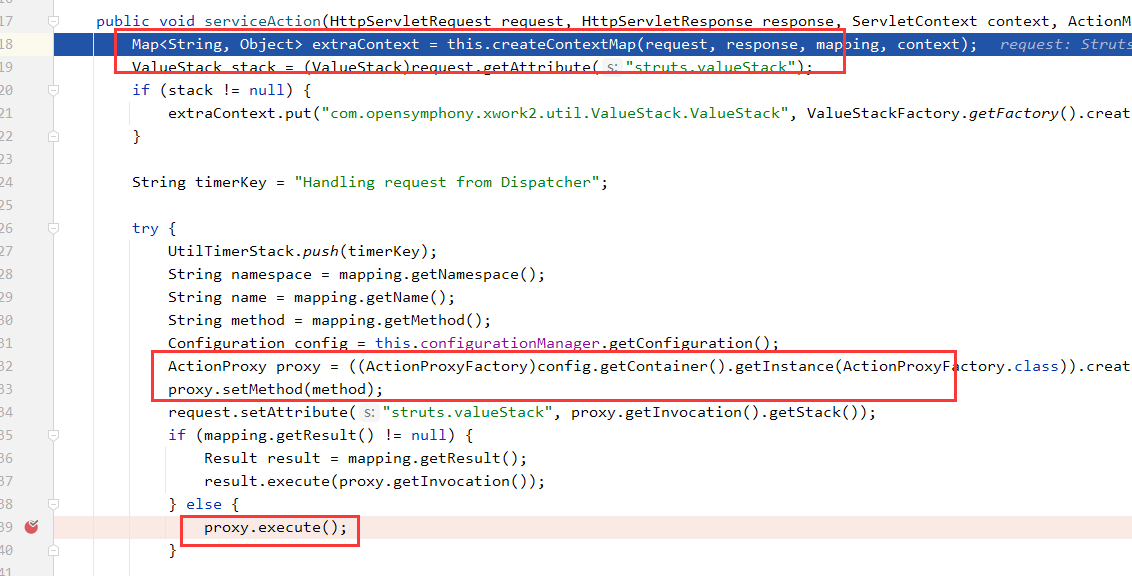 17 public void serviceAction(HttpServletRequest request, HttpServletResponse response, ServletContext context, ActionM
18 Map<String, Object> extraContext = this.createContextMap(request, response, mapping, context); request: Struts
19 ValueStack stack = (ValueStack)request.getAttribute( s: "struts.valueStack");
20 if (stack != null) {
21 extraContext.put("com.opensymphony.xwork2.util.ValueStack.ValueStack", ValueStackFactory.getFactory().creat
22 }
23
24 String timerKey = "Handling request from Dispatcher";
25
26 try {
27 UtilTimerStack.push(timerKey);
28 String namespace = mapping.getNamespace();
29 String name = mapping.getName();
30 String method = mapping.getMethod();
31 Configuration config = this.configurationManager.getConfiguration();
32 ActionProxy proxy = ((ActionProxyFactory)config.getContainer().getInstance(ActionProxyFactory.class)).creat
33 proxy.setMethod(method);
34 request.setAttribute( s: "struts.valueStack", proxy.getInvocation().getStack());
35 if (mapping.getResult() != null) {
36 Result result = mapping.getResult();
37 result.execute(proxy.getInvocation());
38 } else {
39 proxy.execute();
40 }
41